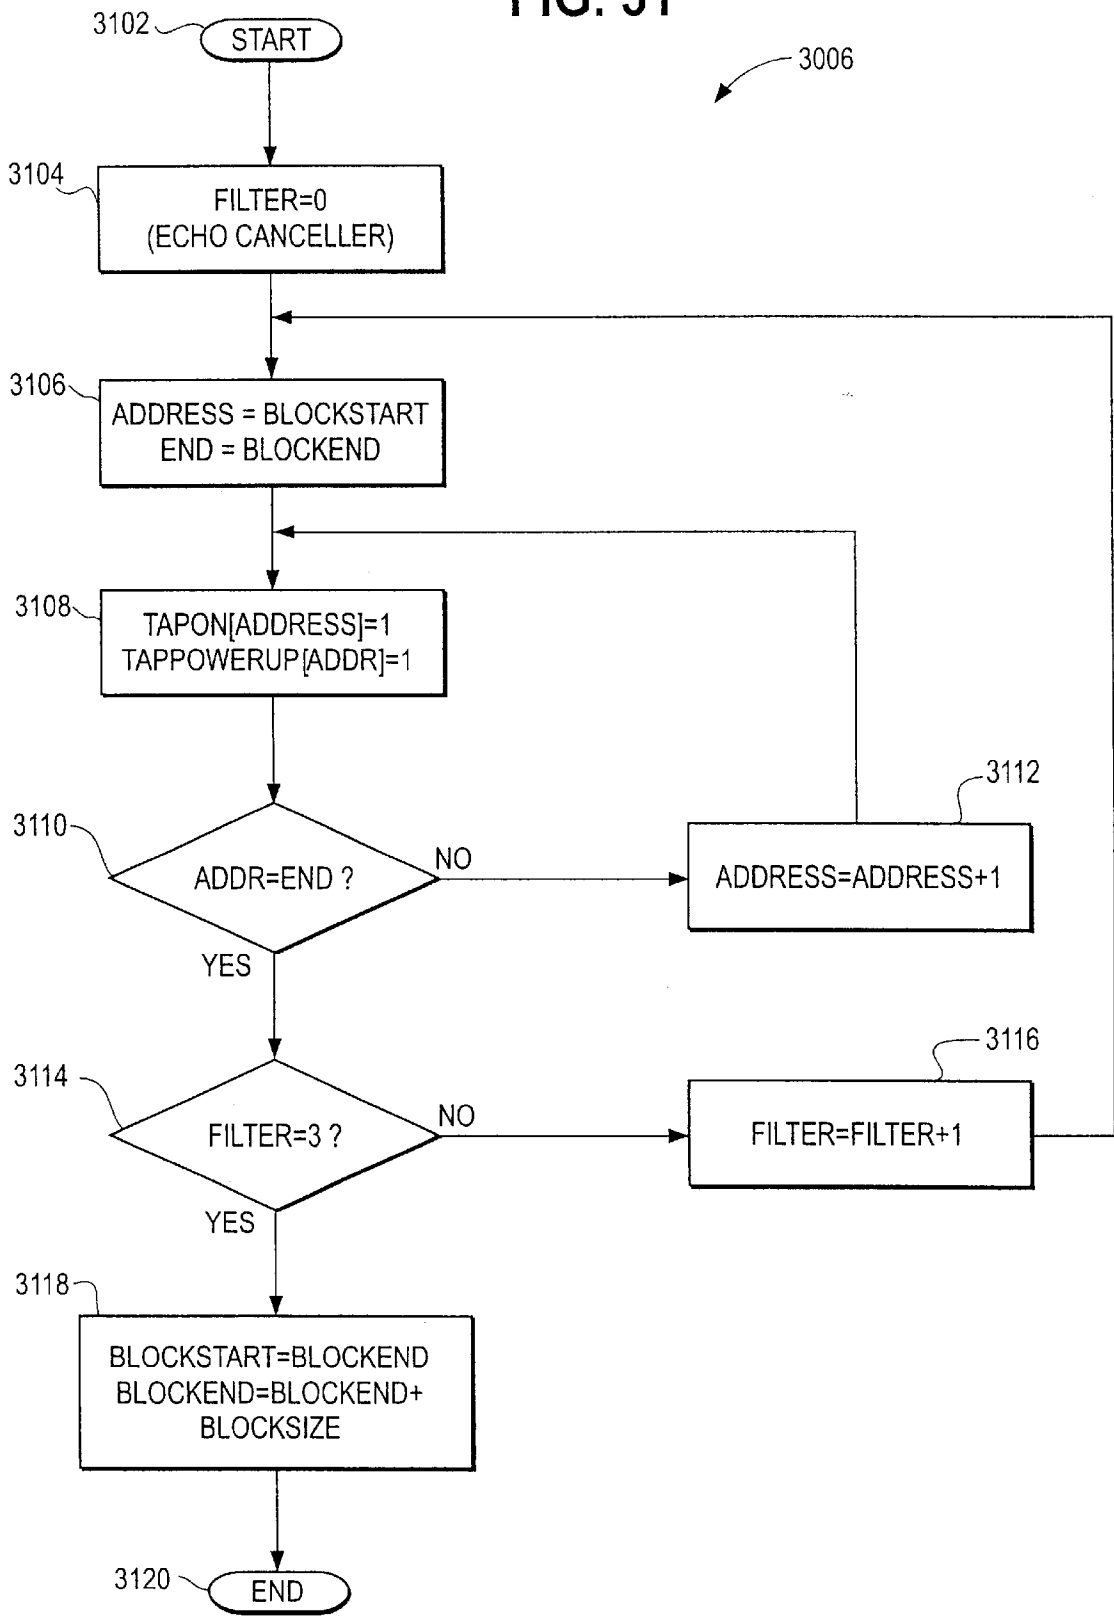 FIG. 31
3102
START
3006
3104
FILTER=0
(ECHO CANCELLER)
3106
ADDRESS = BLOCKSTART
END = BLOCKEND
3108
TAPON[ADDRESS]=1
TAPPOWERUP[ADDR]=1
3110
ADDR=END ?
NO
3112
ADDRESS=ADDRESS+1
YES
3114
FILTER=3 ?
NO
3116
FILTER=FILTER+1
YES
3118
BLOCKSTART=BLOCKEND
BLOCKEND=BLOCKEND+
BLOCKSIZE
3120
END